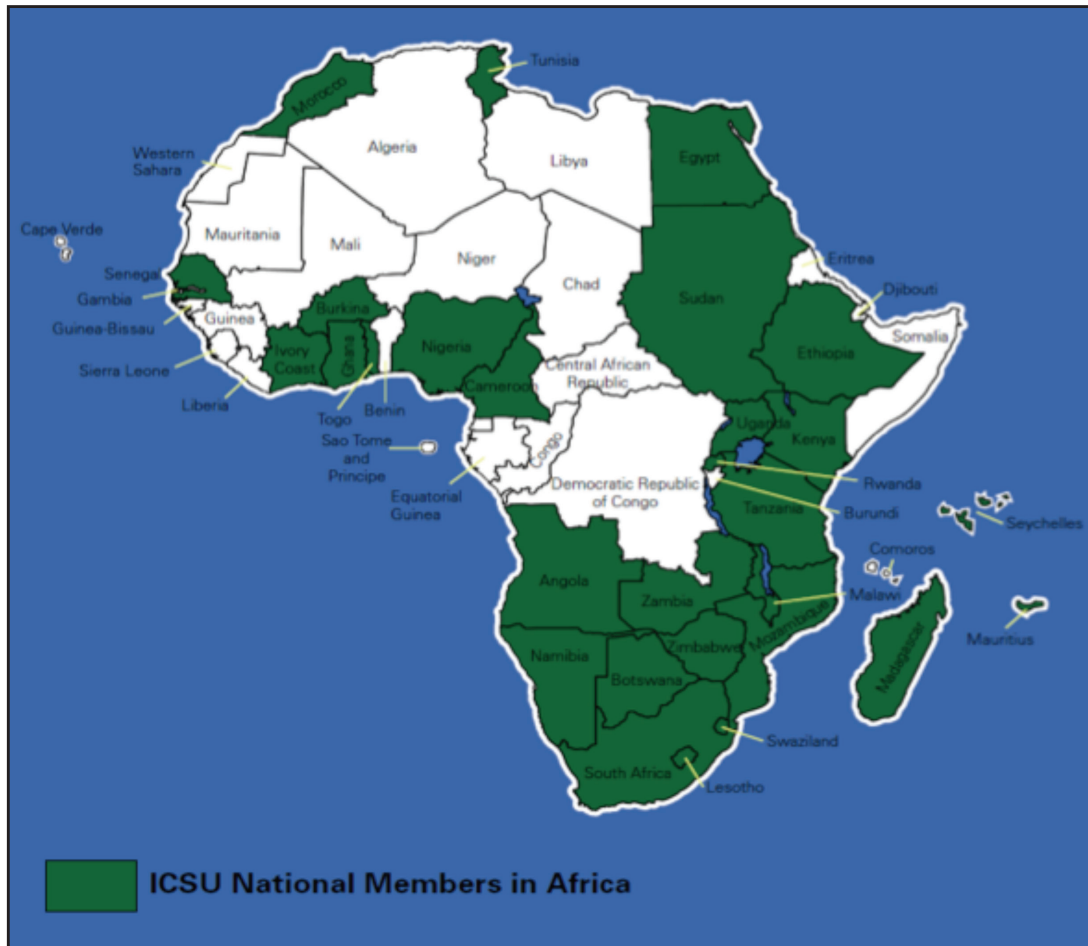 Tunisia
Morocco
Algeria
Libya
Egypt
Western
Sahara
Mauritania
Mali
Niger
Chad
Sudan
Eritrea
Cape Verde
Senegal
Gambia
Guinea-Bissau
Guinea
Sierra Leone
Liberia
Ivory
Coast
Burkina
Ghana
Togo
Benin
Nigeria
Cameroon
Central African
Republic
Djibouti
Somalia
Ethiopia
Sao Tome
and
Principe
Equatorial
Guinea
Congo
Democratic Republic
of Congo
Uganda
Kenya
Rwanda
Burundi
Tanzania
Seychelles
Comoros
Malawi
Mauritius
Angola
Zambia
Mozambique
Zimbabwe
Namibia
Botswana
Madagascar
Swaziland
South Africa
Lesotho
ICSU National Members in Africa